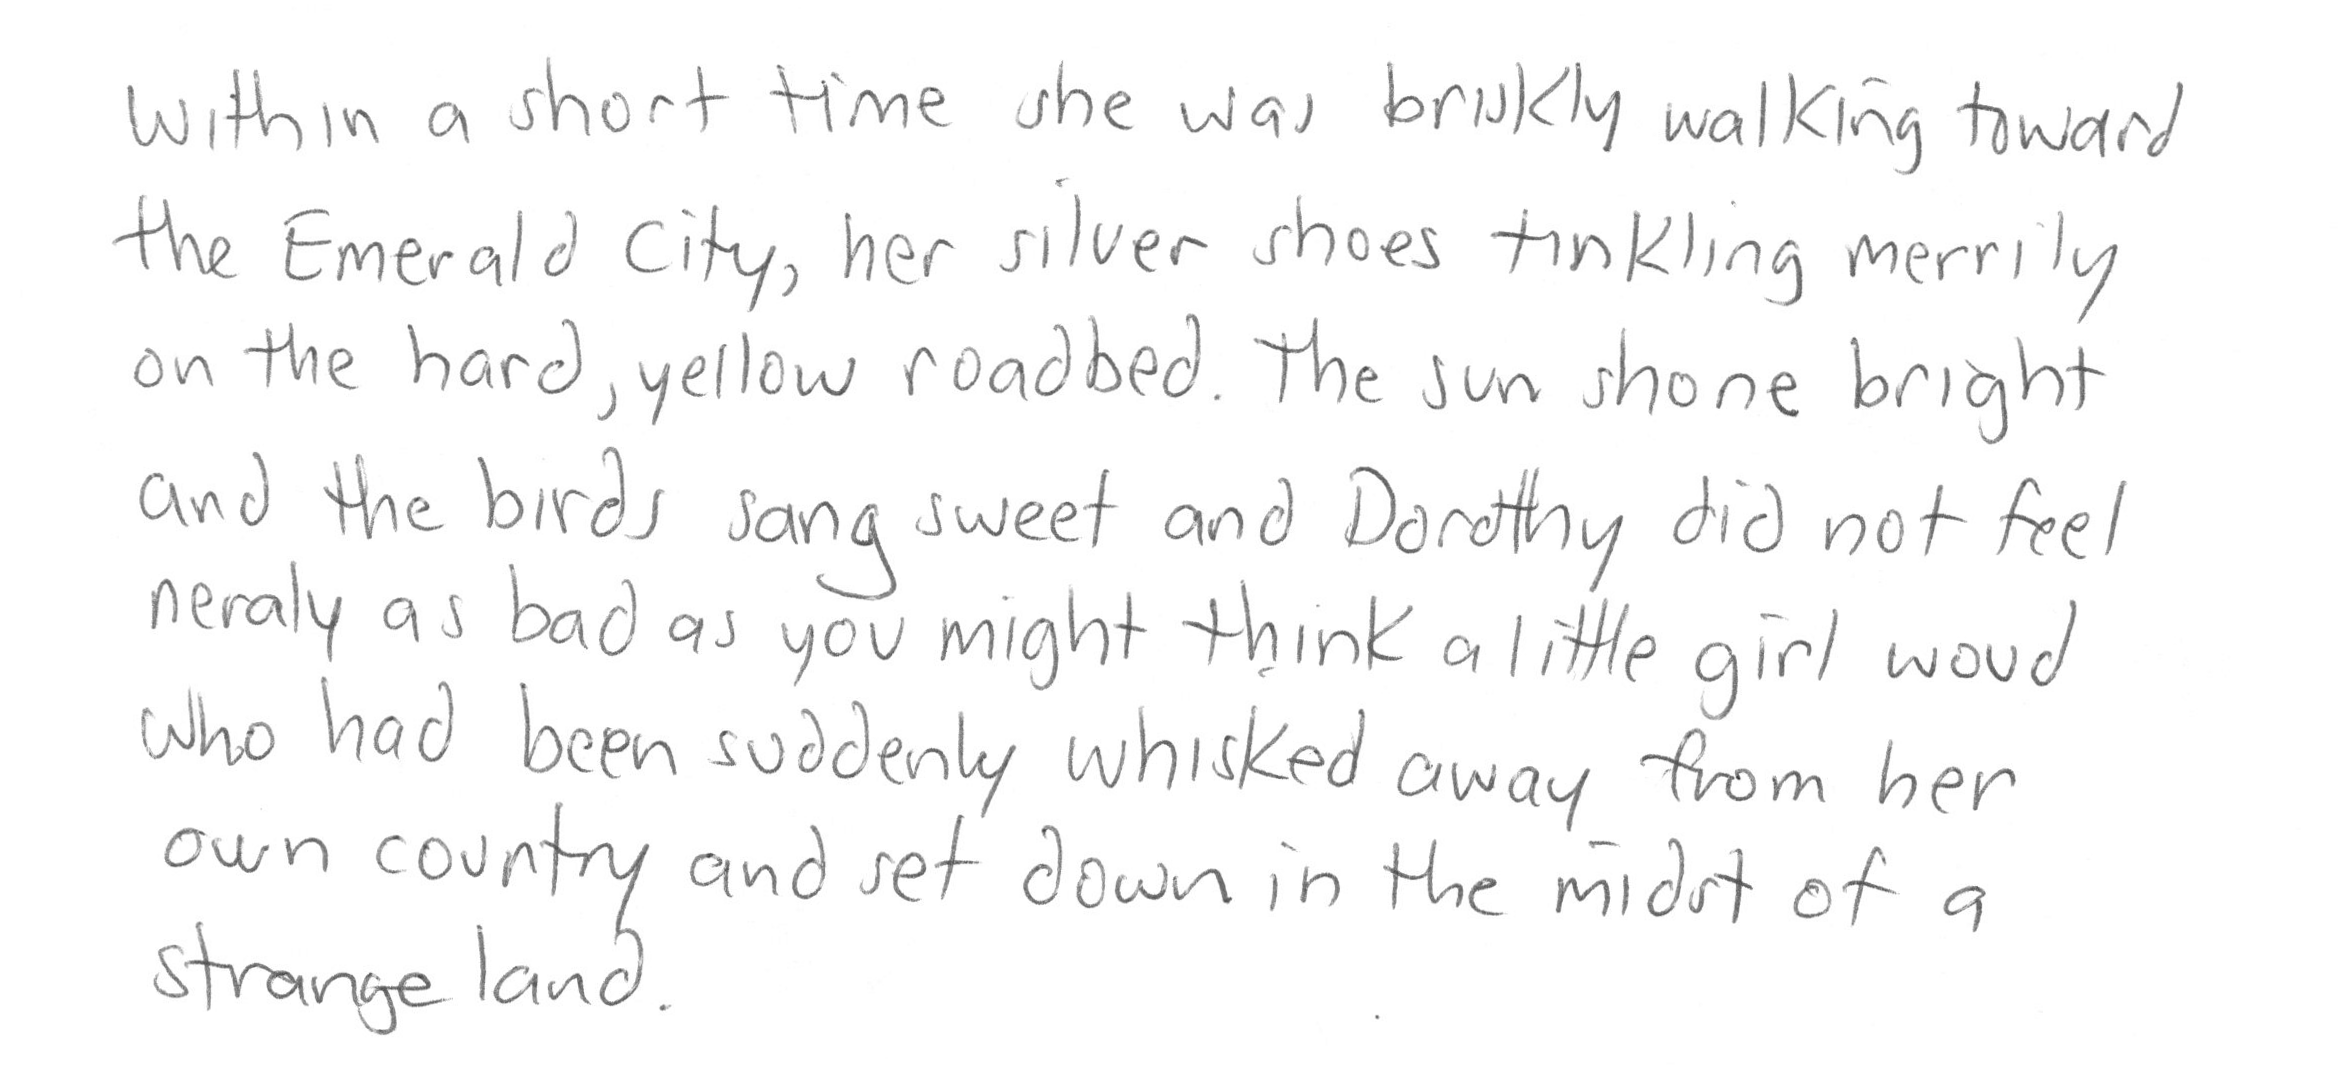 Within a short time she was briskly walking toward
the Emerald City, her silver shoes tinkling merrily
on the hard, yellow roadbed. The sun shone bright
and the birds sang sweet and Dorothy did not feel
neraly as bad as you might think a little girl woud
who had been suddenly whisked away from her
own country and set down in the midst of a
strange land.